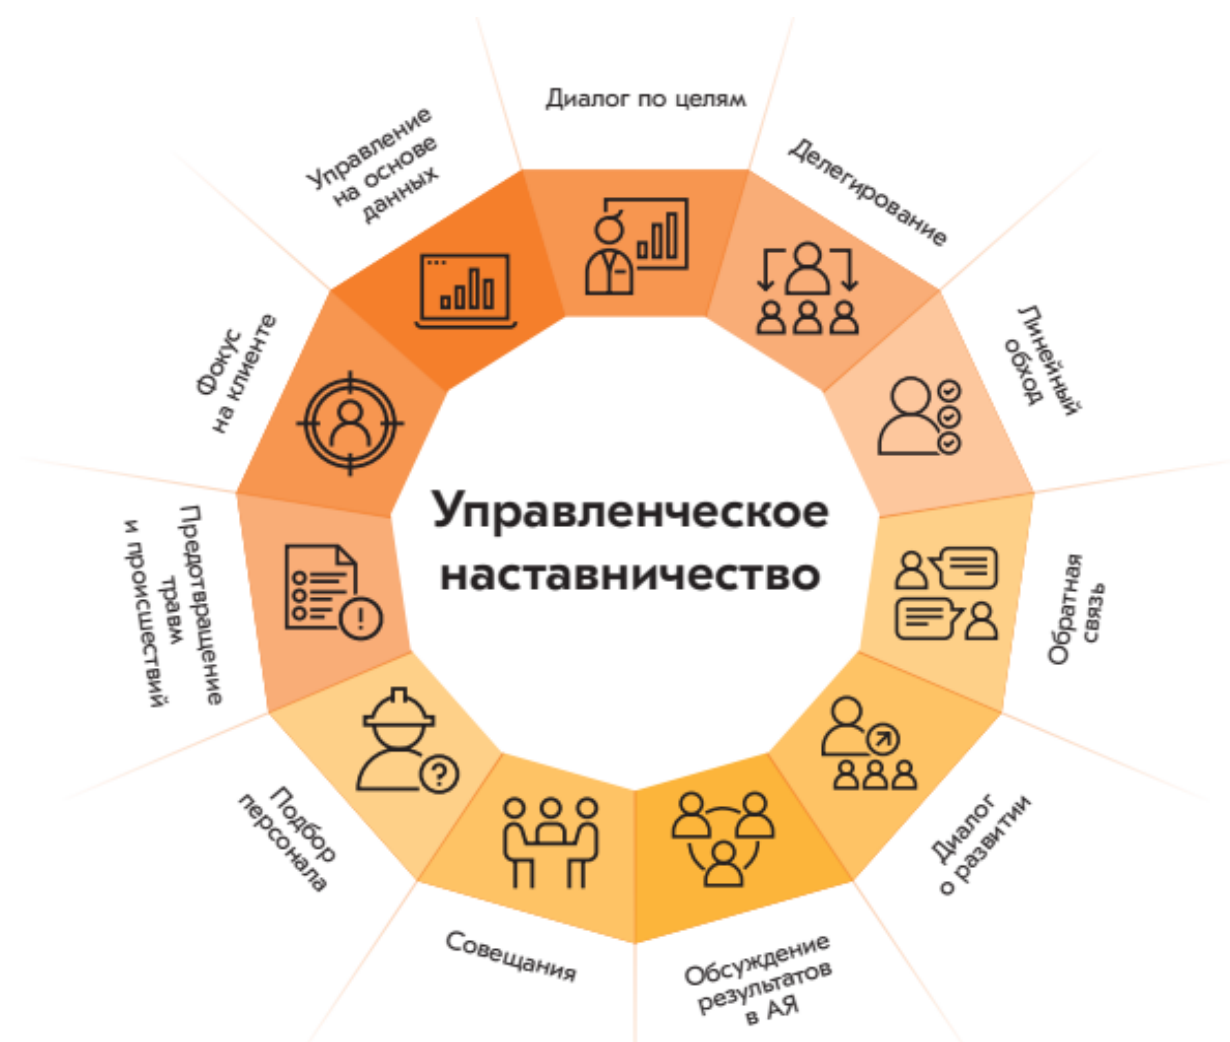 Диалог по целям
Делегирование
Линейный
обход
Обратная
связь
Диалог
о развитии
Обсуждение
результатов
в АЯ
Совещания
Подбор
персонала
Предотвращение
травм
и происшествий
Фокус
на клиенте
Управление
на основе
данных
Управленческое
наставничество